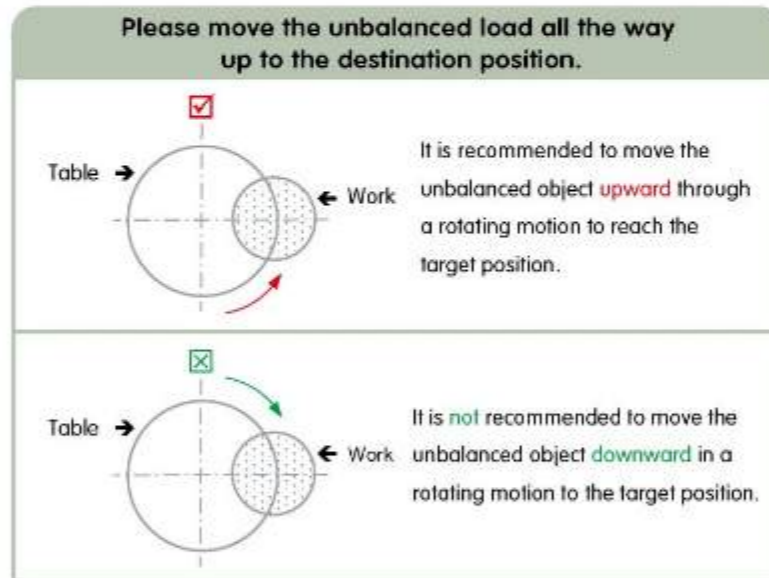 Please move the unbalanced load all the way
up to the destination position.
Table
Work
It is recommended to move the
unbalanced object upward through
a rotating motion to reach the
target position.
Table
Work
It is not recommended to move the
unbalanced object downward in a
rotating motion to the target position.